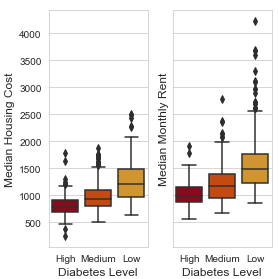 Median Housing Cost
4000
3500
3000
2500
2000
1500
1000
500
High Medium Low
Diabetes Level
Median Monthly Rent
High Medium Low
Diabetes Level